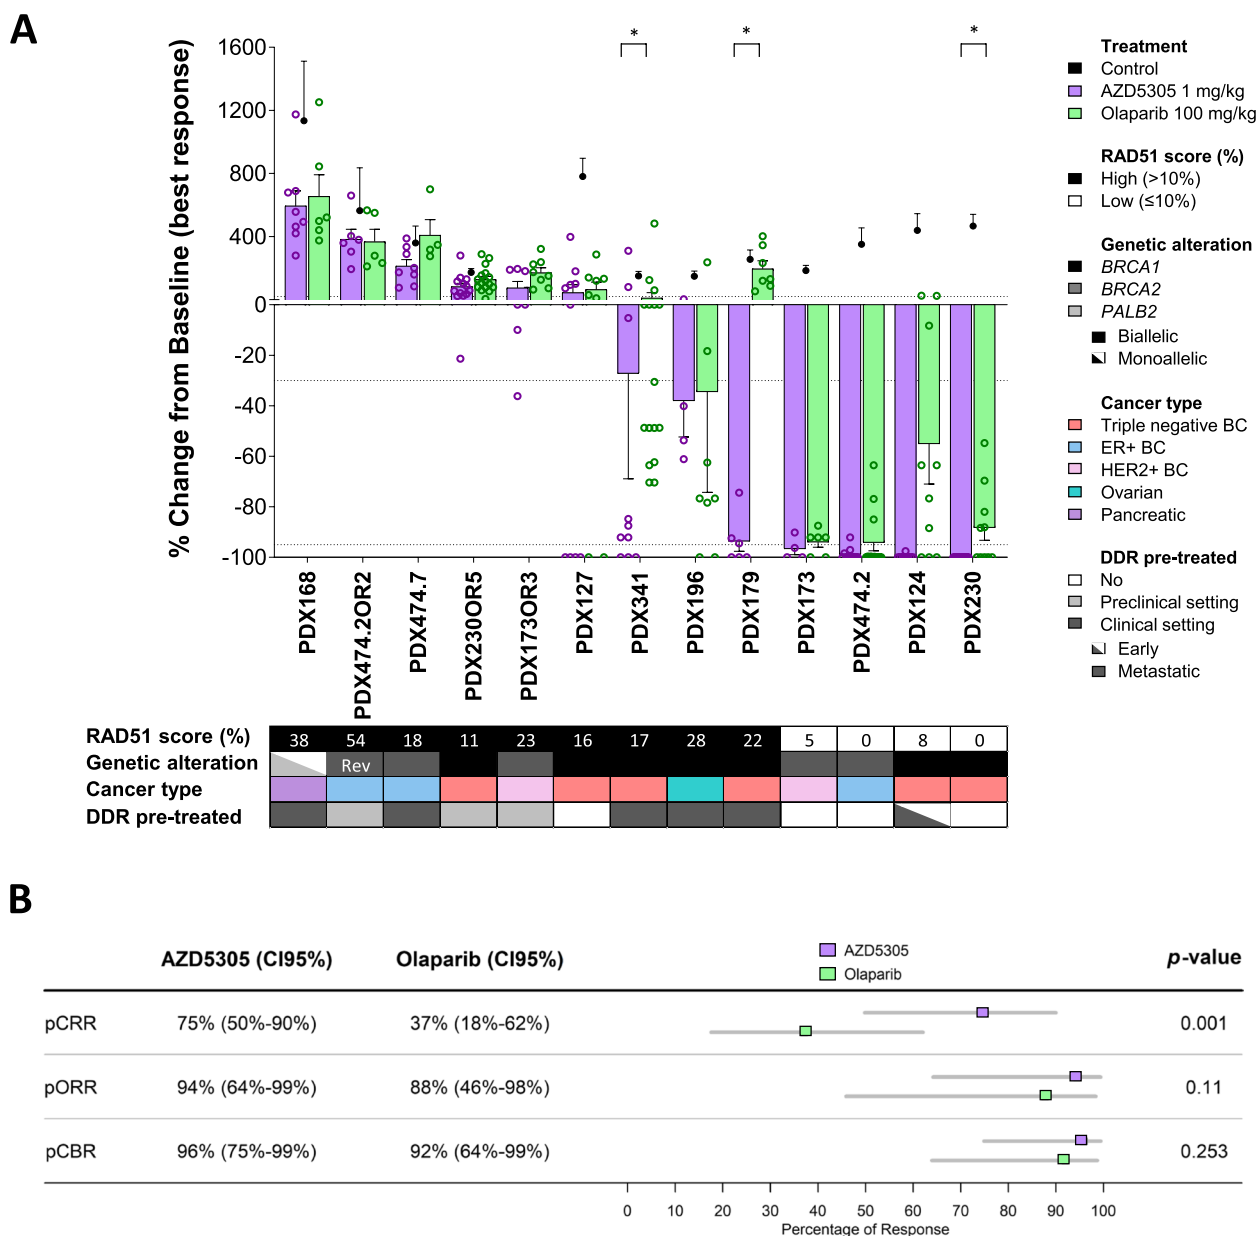 A
% Change from Baseline (best response)
1600
1200
800
400
0
-20
-40
-60
-80
-100
*
*
*
PDX168
PDX474.2OR2
PDX474.7
PDX230OR5
PDX173OR3
PDX127
PDX341
PDX196
PDX179
PDX173
PDX474.2
PDX124
PDX230
Treatment
Control
AZD5305 1 mg/kg
Olaparib 100 mg/kg
RAD51 score (%)
High (>10%)
Low (≤10%)
Genetic alteration
BRCA1
BRCA2
PALB2
Biallelic
Monoallelic
Cancer type
Triple negative BC
ER+ BC
HER2+ BC
Ovarian
Pancreatic
DDR pre-treated
No
Preclinical setting
Clinical setting
Early
Metastatic
RAD51 score (%) 38 54 18 11 23 16 17 28 22 5 0 8 0
Genetic alteration Rev
Cancer type
DDR pre-treated
B
AZD5305 (CI95%) Olaparib (CI95%) AZD5305 p-value
Olaparib
pCRR 75% (50%-90%) 37% (18%-62%) 0.001
pORR 94% (64%-99%) 88% (46%-98%) 0.11
pCBR 96% (75%-99%) 92% (64%-99%) 0.253
0 10 20 30 40 50 60 70 80 90 100
Percentage of Response